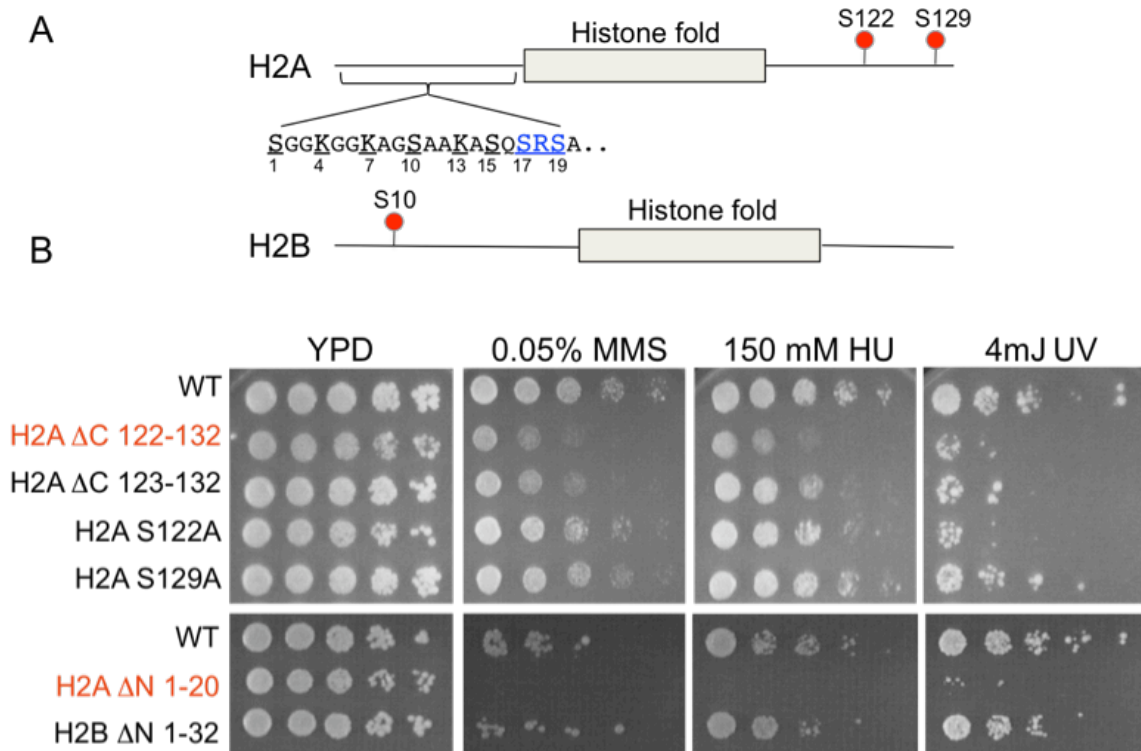 A
S122 S129
Histone fold
H2A
SGGKGGKAGSAAKASQSRSA..
1 4 7 10 13 15 17 19
S10
Histone fold
H2B
B
YPD 0.05% MMS 150 mM HU 4mJ UV
WT
H2A ΔC 122-132
H2A ΔC 123-132
H2A S122A
H2A S129A
WT
H2A ΔN 1-20
H2B ΔN 1-32